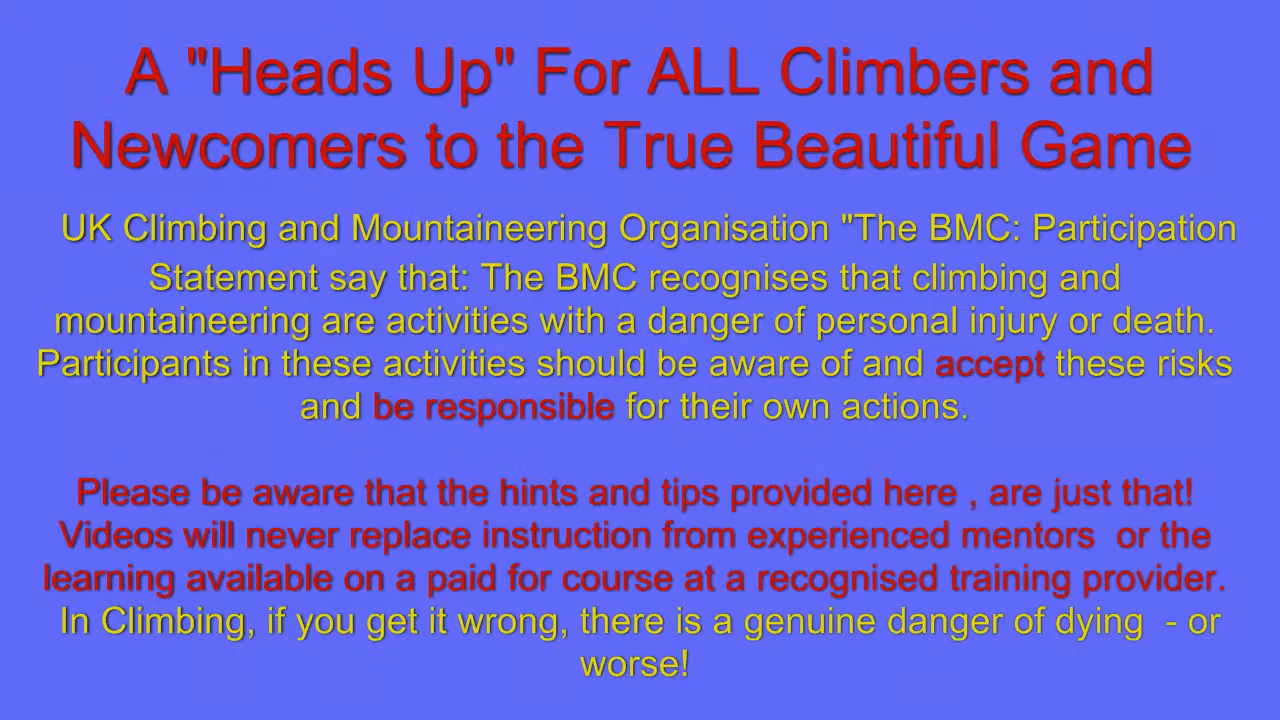 A "Heads Up" For ALL Climbers and
Newcomers to the True Beautiful Game
UK Climbing and Mountaineering Organisation "The BMC: Participation
Statement say that: The BMC recognises that climbing and
mountaineering are activities with a danger of personal injury or death.
Participants in these activities should be aware of and accept these risks
and be responsible for their own actions.
Please be aware that the hints and tips provided here , are just that!
Videos will never replace instruction from experienced mentors or the
learning available on a paid for course at a recognised training provider.
In Climbing, if you get it wrong, there is a genuine danger of dying - or
worse!